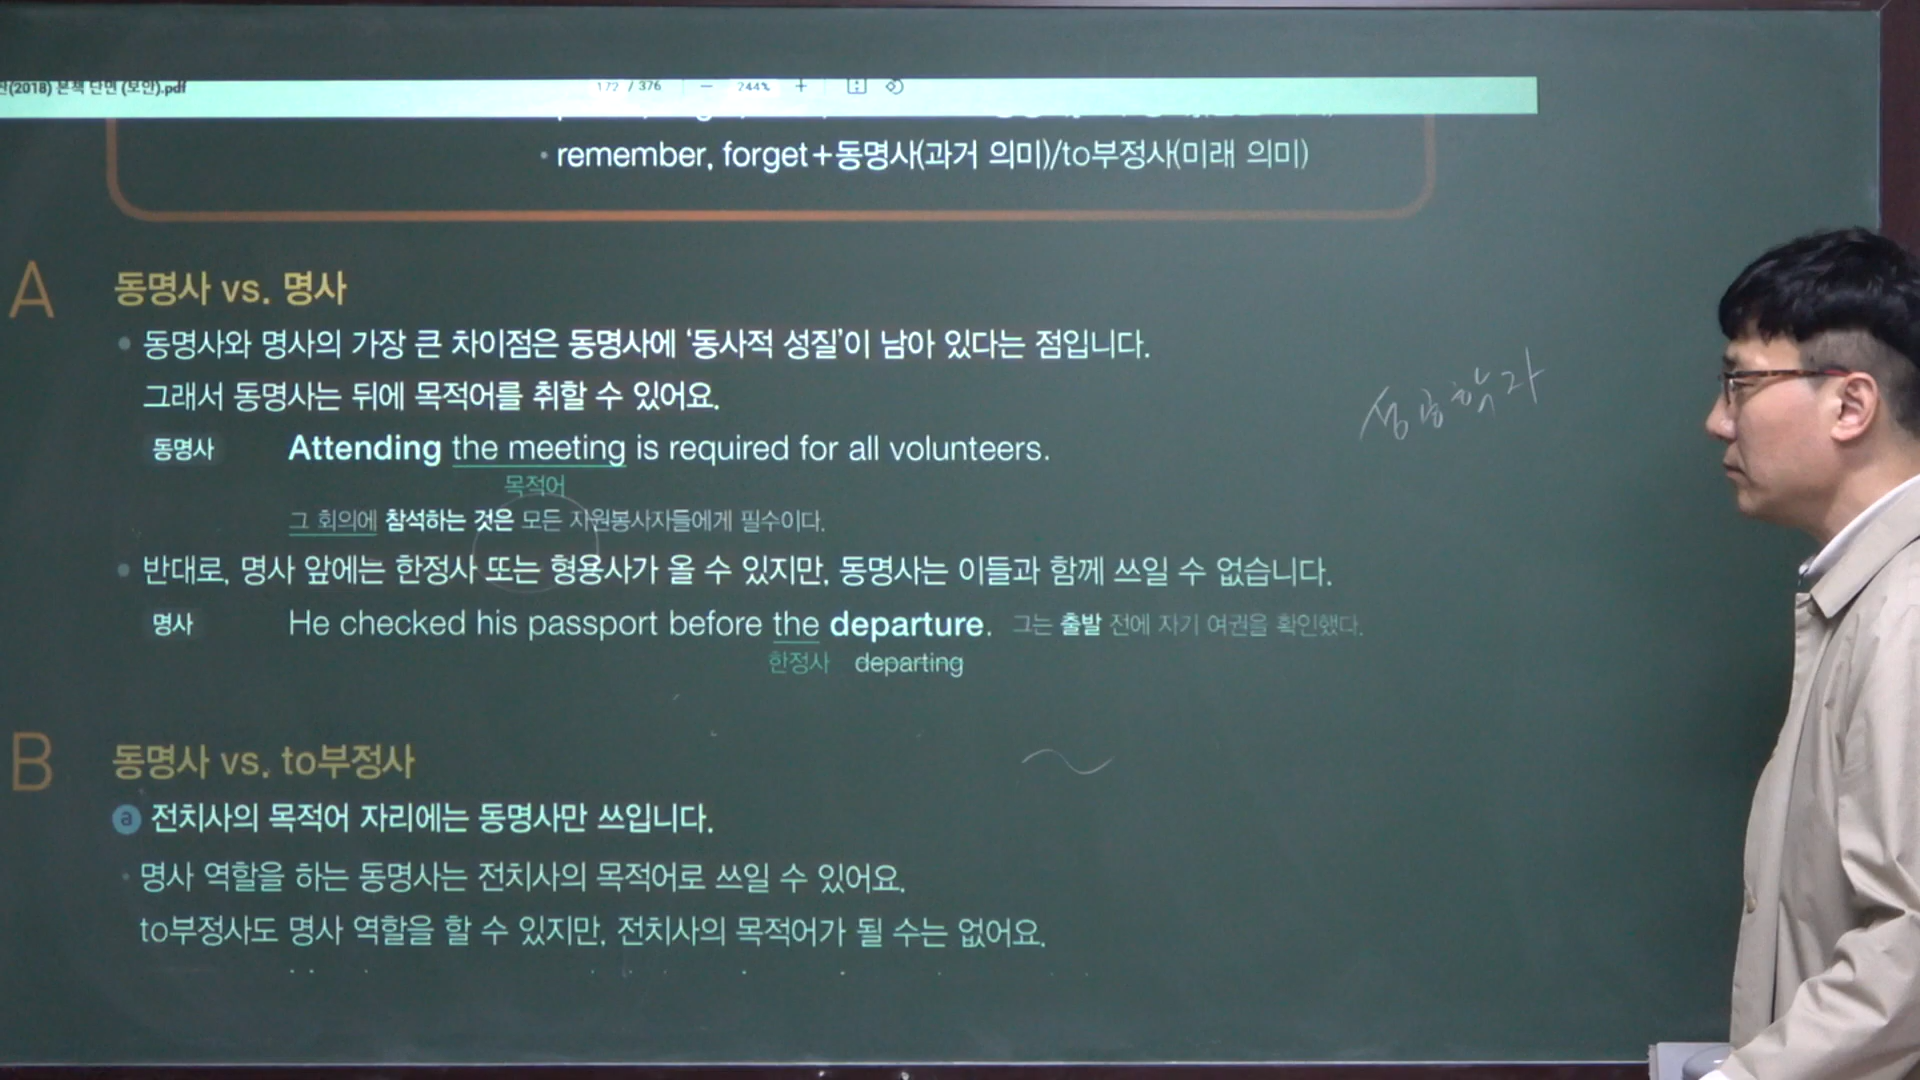 (2018) 본책 단면 (보안).pdf 172 / 376 244%
remember, forget+동명사(과거 의미)/to부정사(미래 의미)
A 동명사 vs. 명사
동명사와 명사의 가장 큰 차이점은 동명사에 ‘동사적 성질’이 남아 있다는 점입니다.
그래서 동명사는 뒤에 목적어를 취할 수 있어요.
동명사 Attending the meeting is required for all volunteers.
목적어
그 회의에 참석하는 것은 모든 자원봉사자들에게 필수이다.
반대로, 명사 앞에는 한정사 또는 형용사가 올 수 있지만, 동명사는 이들과 함께 쓰일 수 없습니다.
명사 He checked his passport before the departure. 그는 출발 전에 자기 여권을 확인했다.
한정사 departing
B 동명사 vs. to부정사
a 전치사의 목적어 자리에는 동명사만 쓰입니다.
명사 역할을 하는 동명사는 전치사의 목적어로 쓰일 수 있어요.
to부정사도 명사 역할을 할 수 있지만, 전치사의 목적어가 될 수는 없어요.